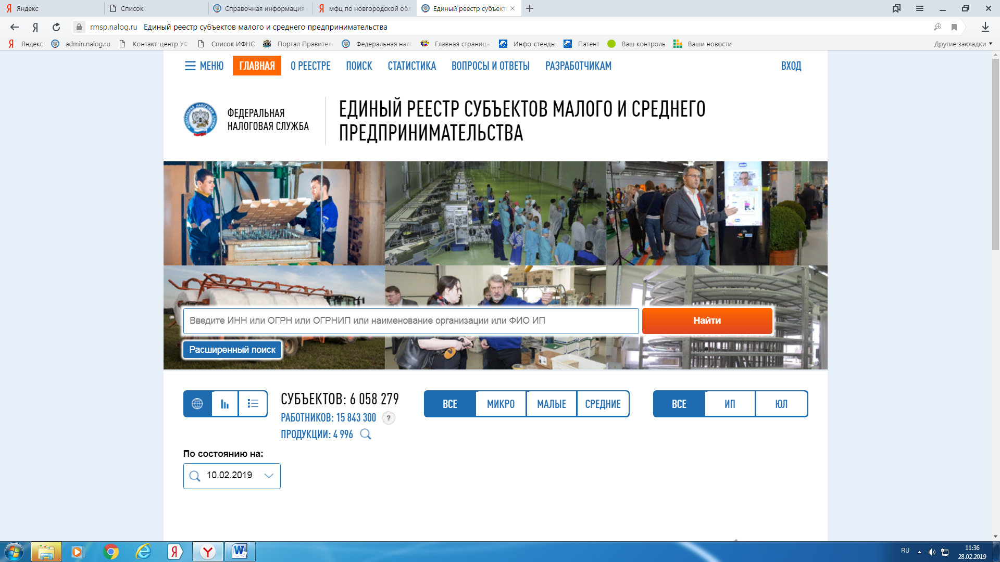 Яндекс
Список
Справочная информация
мфц по новгородской обл
Единый реестр субъект
rmsp.nalog.ru Единый реестр субъектов малого и среднего предпринимательства
Яндекс
admin.nalog.ru
Контакт-центр УФ
Список ИФНС
Портал Правител
Федеральная нал
Главная страница
Инфо-стенды
Патент
Ваш контроль
Ваши новости
Другие закладки
МЕНЮ
ГЛАВНАЯ
О РЕЕСТРЕ
ПОИСК
СТАТИСТИКА
ВОПРОСЫ И ОТВЕТЫ
РАЗРАБОТЧИКАМ
ВХОД
ФЕДЕРАЛЬНАЯ
НАЛОГОВАЯ СЛУЖБА
ЕДИНЫЙ РЕЕСТР СУБЪЕКТОВ МАЛОГО И СРЕДНЕГО
ПРЕДПРИНИМАТЕЛЬСТВА
Введите ИНН или ОГРН или ОГРНИП или наименование организации или ФИО ИП
Найти
Расширенный поиск
СУБЪЕКТОВ: 6 058 279
РАБОТНИКОВ: 15 843 300 ?
ПРОДУКЦИИ: 4 996
ВСЕ
МИКРО
МАЛЫЕ
СРЕДНИЕ
ВСЕ
ИП
ЮЛ
По состоянию на:
10.02.2019
RU
11:36
28.02.2019